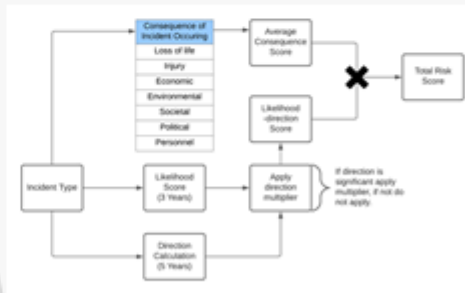 Consequence of
Incident Occuring
Loss of life
Injury
Economic
Environmental
Societal
Political
Personnel
Average
Consequence
Score
Total Risk
Score
Likelihood
-direction
Score
Incident Type
Likelihood
Score
(3 Years)
Apply
direction
multiplier
If direction is
significant apply
multiplier, if not do
not apply.
Direction
Calculation
(5 Years)